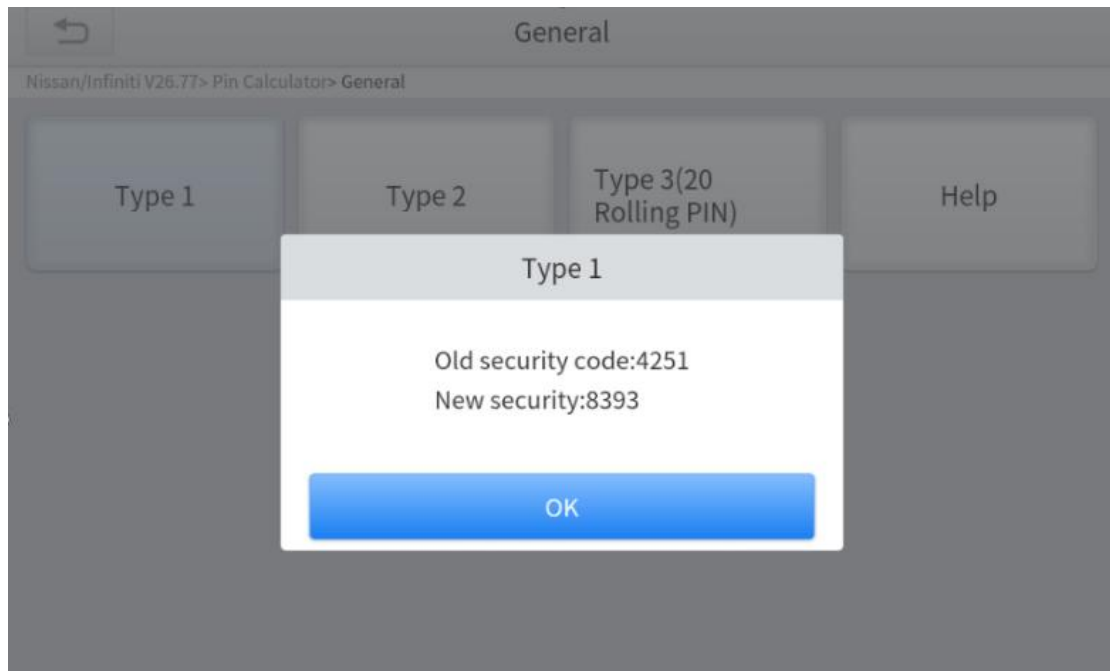 General
Nissan/Infiniti V26.77> Pin Calculator> General
Type 1
Type 2
Type 3(20
Rolling PIN)
Help
Type 1
Old security code:4251
New security:8393
OK